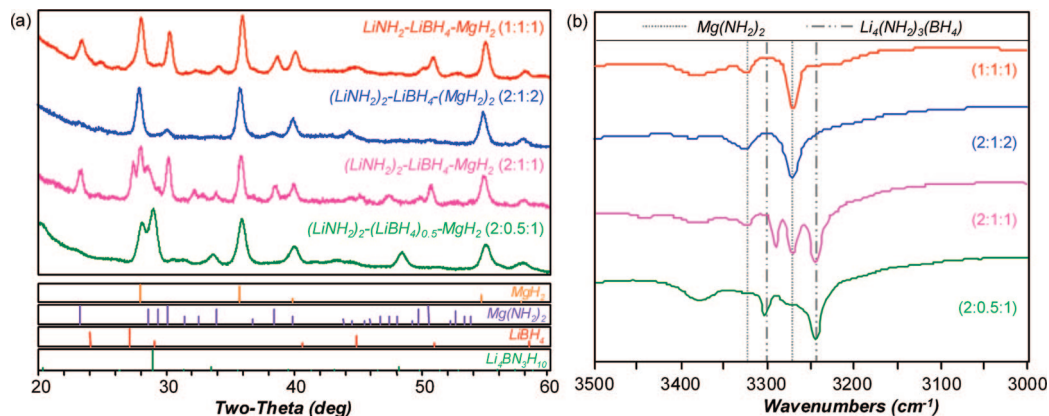 (a)
LiNH2-LiBH4-MgH2 (1:1:1)
(LiNH2)2-LiBH4-(MgH2)2 (2:1:2)
(LiNH2)2-LiBH4-MgH2 (2:1:1)
(LiNH2)2-(LiBH4)0.5-MgH2 (2:0.5:1)
MgH2
Mg(NH2)2
LiBH4
Li4BN3H10
20 30 40 50 60
Two-Theta (deg)
(b)
Mg(NH2)2 Li4(NH2)3(BH4)
(1:1:1)
(2:1:2)
(2:1:1)
(2:0.5:1)
3500 3400 3300 3200 3100 3000
Wavenumbers (cm-1)